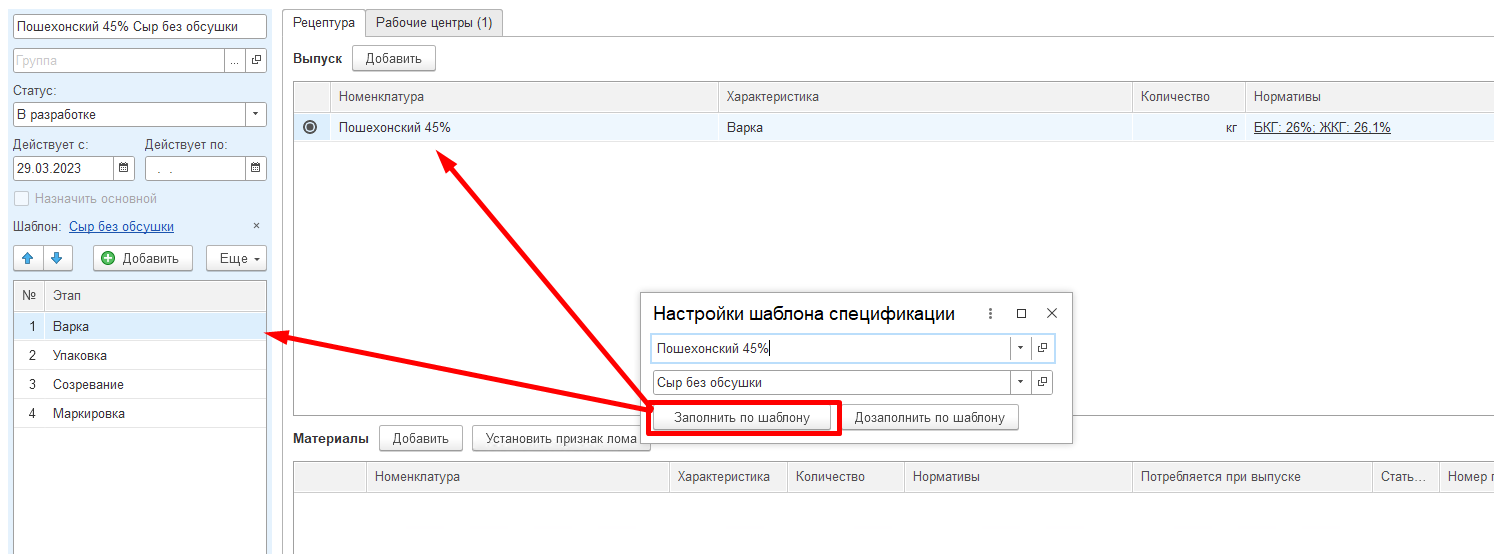 Пошехонский 45% Сыр без обсушки
Группа ...
Статус:
В разработке
Действует с: Действует по:
29.03.2023 . .
Назначить основной
Шаблон: Сыр без обсушки ×
Добавить Еще
№ Этап
1 Варка
2 Упаковка
3 Созревание
4 Маркировка
Рецептура Рабочие центры (1)
Выпуск Добавить
Номенклатура Характеристика Количество Нормативы
Пошехонский 45% Варка кг БКГ: 26%; ЖКГ: 26,1%
Настройки шаблона спецификации
Пошехонский 45%
Сыр без обсушки
Заполнить по шаблону Дозаполнить по шаблону
Материалы Добавить Установить признак лома
Номенклатура Характеристика Количество Нормативы Потребляется при выпуске Стать... Номер